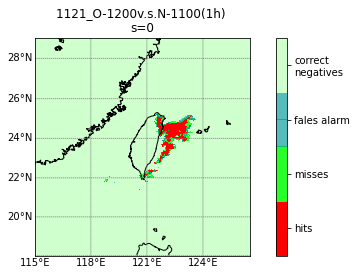 1121_O-1200v.s.N-1100(1h)
s=0
28°N
26°N
24°N
22°N
20°N
115°E
118°E
121°E
124°E
correct
negatives
fales alarm
misses
hits